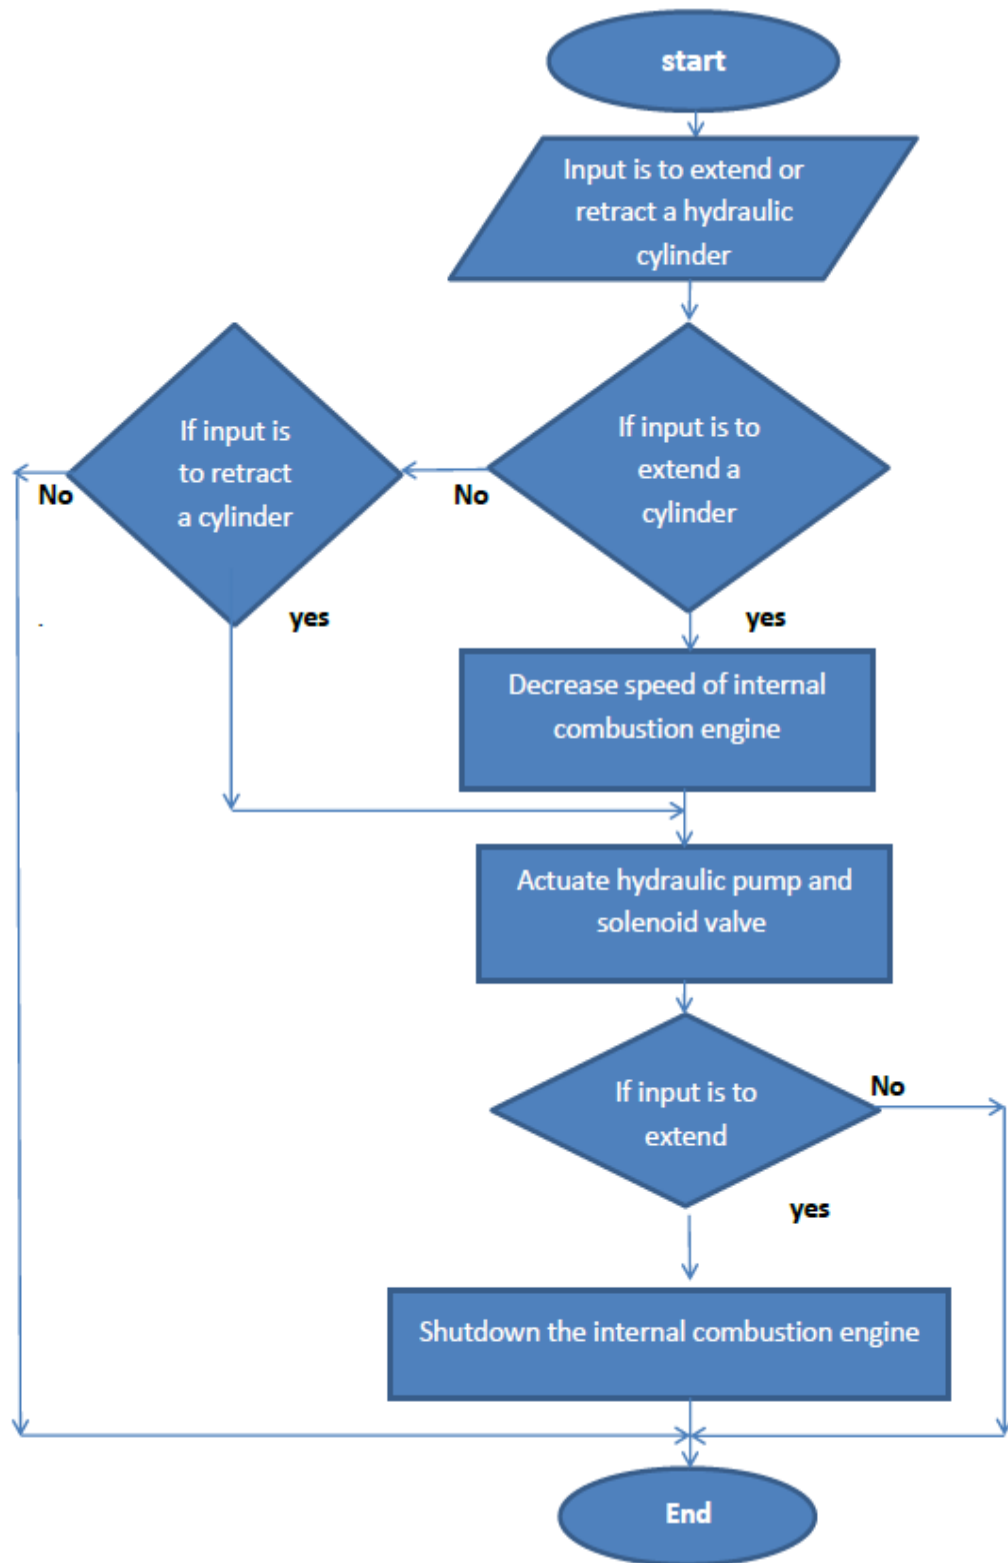 start
Input is to extend or
retract a hydraulic
cylinder
If input is to
extend a
cylinder
No
If input is
to retract
a cylinder
No
yes
yes
Decrease speed of internal
combustion engine
Actuate hydraulic pump and
solenoid valve
If input is to
extend
No
yes
Shutdown the internal combustion engine
End